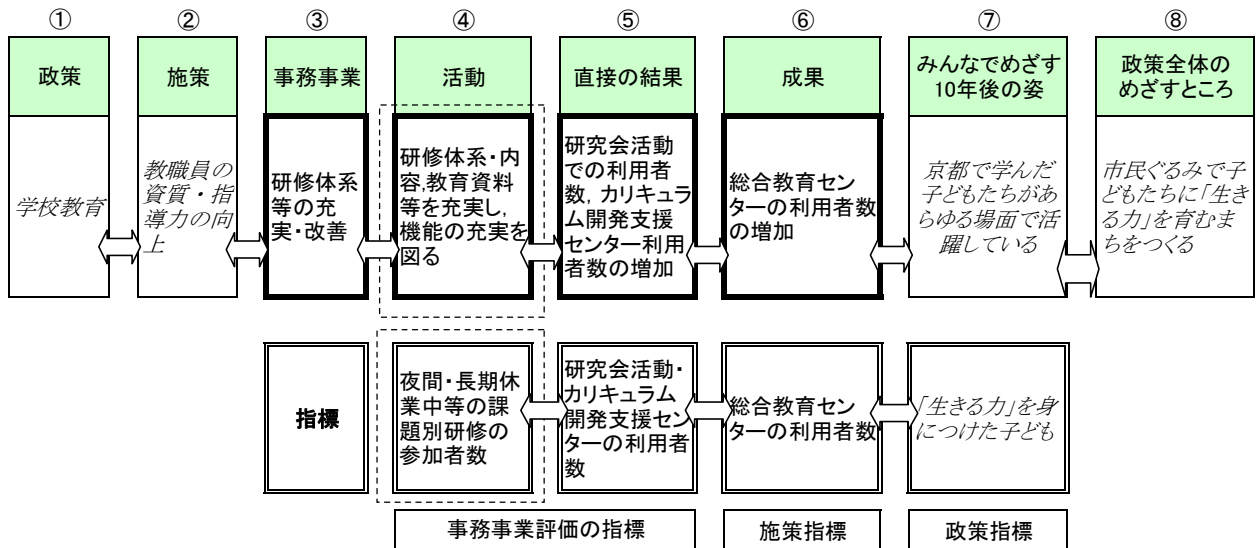 ①
②
③
④
⑤
⑥
⑦
⑧
政策
施策
事務事業
活動
直接の結果
成果
みんなでめざす
10年後の姿
政策全体の
めざすところ
学校教育
教職員の
資質・指
導力の向
上
研修体系
等の充
実・改善
研修体系・内
容,教育資料
等を充実し,
機能の充実を
図る
研究会活動
での利用者
数,カリキュラ
ム開発支援
センター利用
者数の増加
総合教育セン
ターの利用者数
の増加
京都で学んだ
子どもたちがあ
らゆる場面で活
躍している
市民ぐるみで子
どもたちに「生き
る力」を育むま
ちをつくる
指標
夜間・長期休
業中等の課
題別研修の
参加者数
研究会活動・
カリキュラム
開発支援セン
ターの利用者
数
総合教育セン
ターの利用者数
「生きる力」を身
につけた子ども
事務事業評価の指標
施策指標
政策指標